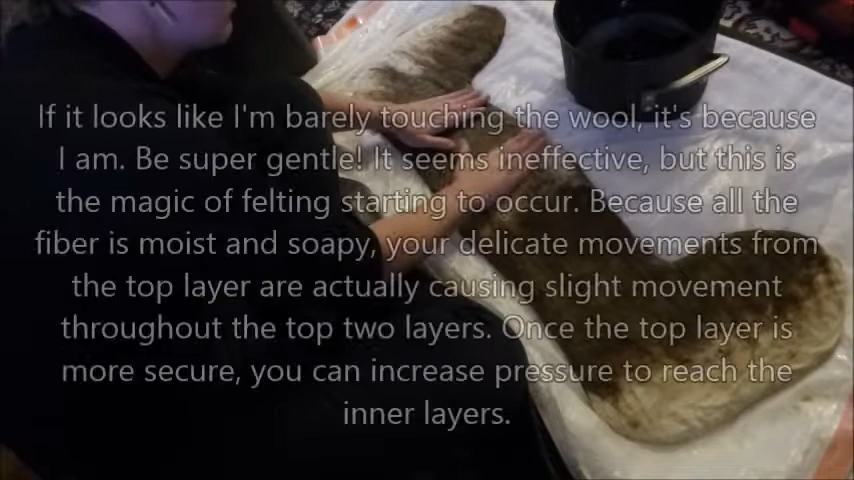 If it looks like I'm barely touching the wool, it's because
I am. Be super gentle! It seems ineffective, but this is
the magic of felting starting to occur. Because all the
fiber is moist and soapy, your delicate movements from
the top layer are actually causing slight movement
throughout the top two layers. Once the top layer is
more secure, you can increase pressure to reach the
inner layers.